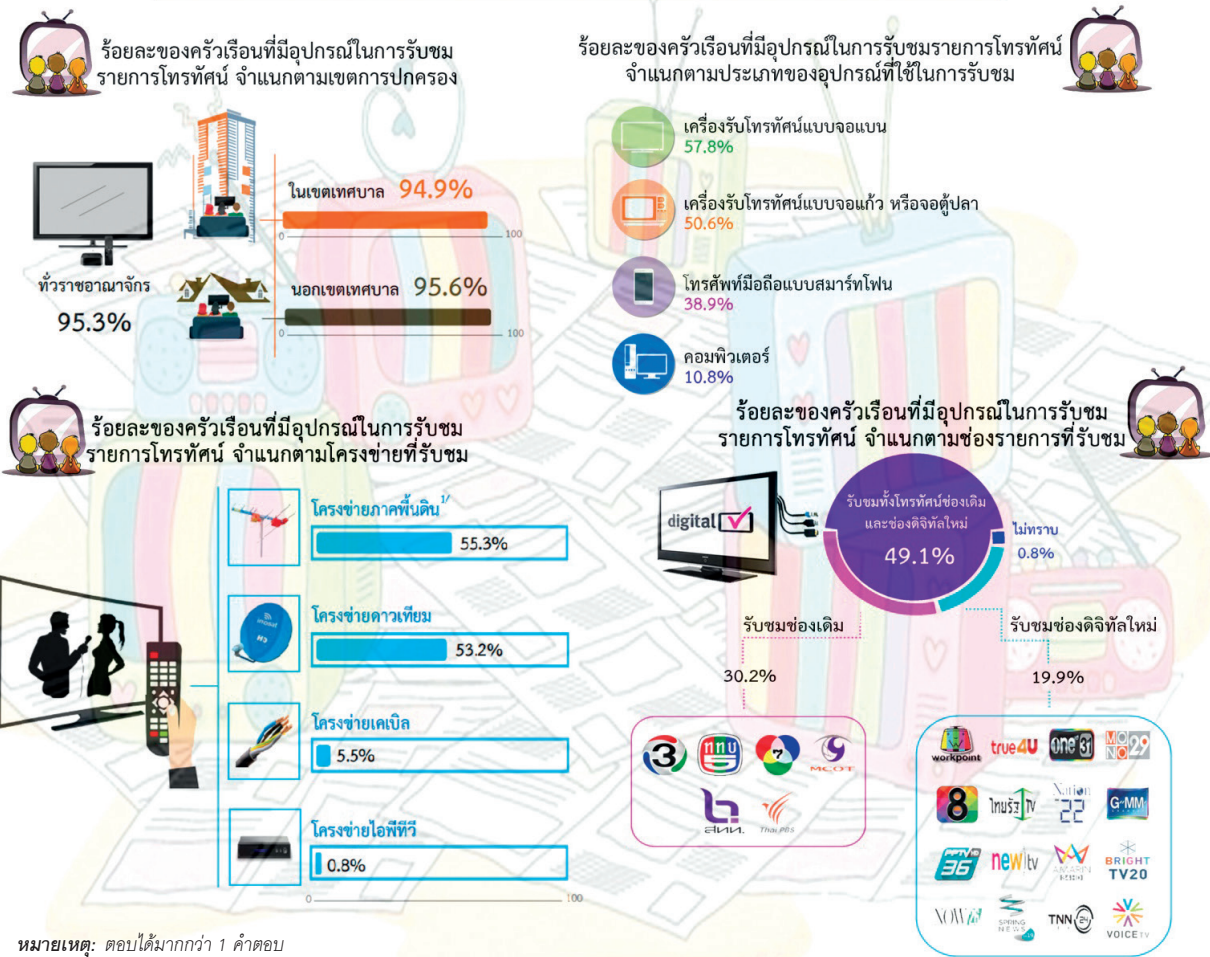 ร้อยละของครัวเรือนที่มีอุปกรณ์ในการรับชม
รายการโทรทัศน์ จำแนกตามเขตการปกครอง
ทั่วราชอาณาจักร
95.3%
ในเขตเทศบาล 94.9%
0 100
นอกเขตเทศบาล 95.6%
0 100
ร้อยละของครัวเรือนที่มีอุปกรณ์ในการรับชมรายการโทรทัศน์
จำแนกตามประเภทของอุปกรณ์ที่ใช้ในการรับชม
เครื่องรับโทรทัศน์แบบจอแบน
57.8%
เครื่องรับโทรทัศน์แบบจอแก้ว หรือจอตู้ปลา
50.6%
โทรศัพท์มือถือแบบสมาร์ทโฟน
38.9%
คอมพิวเตอร์
10.8%
ร้อยละของครัวเรือนที่มีอุปกรณ์ในการรับชม
รายการโทรทัศน์ จำแนกตามโครงข่ายที่รับชม
โครงข่ายภาคพื้นดิน1/
55.3%
โครงข่ายดาวเทียม
53.2%
โครงข่ายเคเบิล
5.5%
โครงข่ายไอพีทีวี
0.8%
0 100
ร้อยละของครัวเรือนที่มีอุปกรณ์ในการรับชม
รายการโทรทัศน์ จำแนกตามช่องรายการที่รับชม
digital
รับชมทั้งโทรทัศน์ช่องเดิม
และช่องดิจิทัลใหม่
49.1%
ไม่ทราบ
0.8%
รับชมช่องเดิม
30.2%
รับชมช่องดิจิทัลใหม่
19.9%
3 ททบ 5 7 MCOT
สทท. Thai PBS
workpoint true4U one 31 MONO 29
8 ไทยรัฐ TV Nation 22 GMM
PPTV HD 36 new)tv AMARIN BRIGHT TV20
NOW SPRING NEWS TNN 24 VOICE TV
หมายเหตุ: ตอบได้มากกว่า 1 คำตอบ